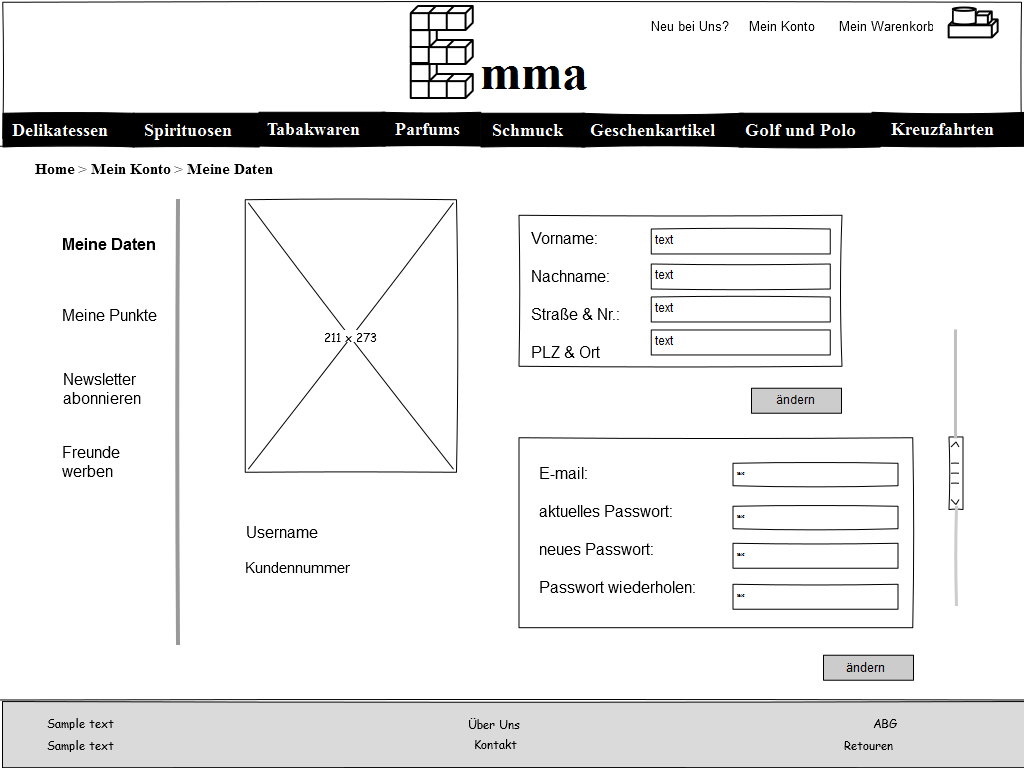 Neu bei Uns? Mein Konto Mein Warenkorb
Emma
Delikatessen Spirituosen Tabakwaren Parfums Schmuck Geschenkartikel Golf und Polo Kreuzfahrten
Home > Mein Konto > Meine Daten
Meine Daten
Meine Punkte
Newsletter
abonnieren
Freunde
werben
211 x 273
Username
Kundennummer
Vorname: text
Nachname: text
Straße & Nr.: text
PLZ & Ort text
ändern
E-mail:
aktuelles Passwort:
neues Passwort:
Passwort wiederholen:
ändern
Sample text Über Uns ABG
Sample text Kontakt Retouren